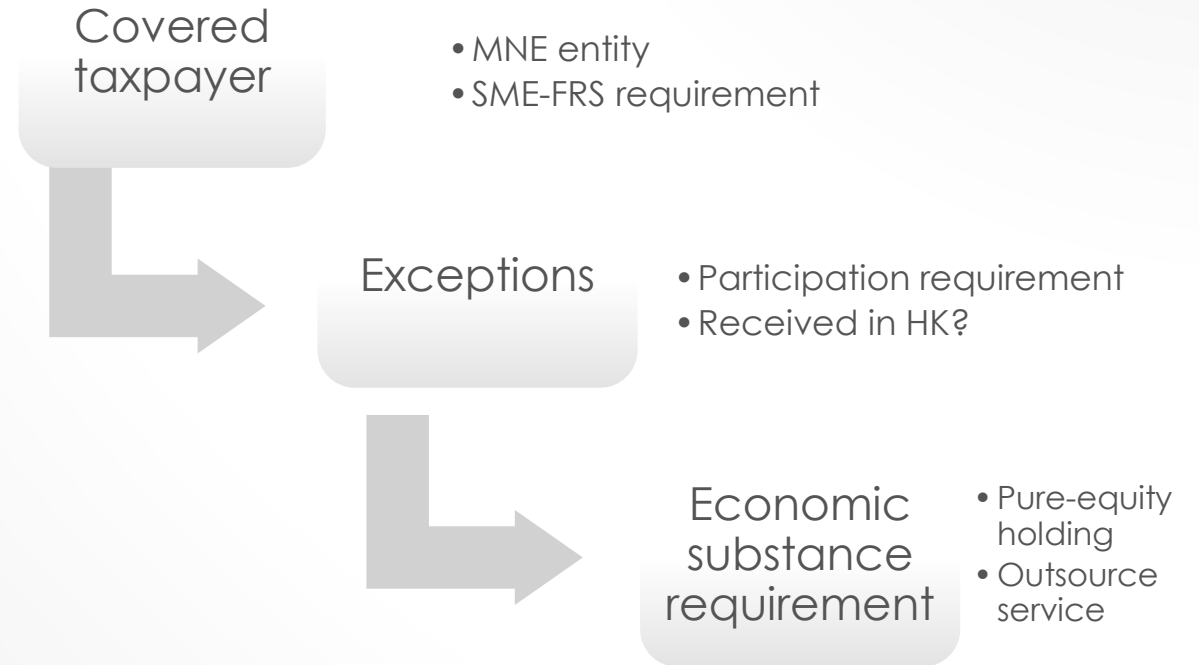 Covered
taxpayer
• MNE entity
• SME-FRS requirement
Exceptions
• Participation requirement
• Received in HK?
Economic
substance
requirement
• Pure-equity
holding
• Outsource
service